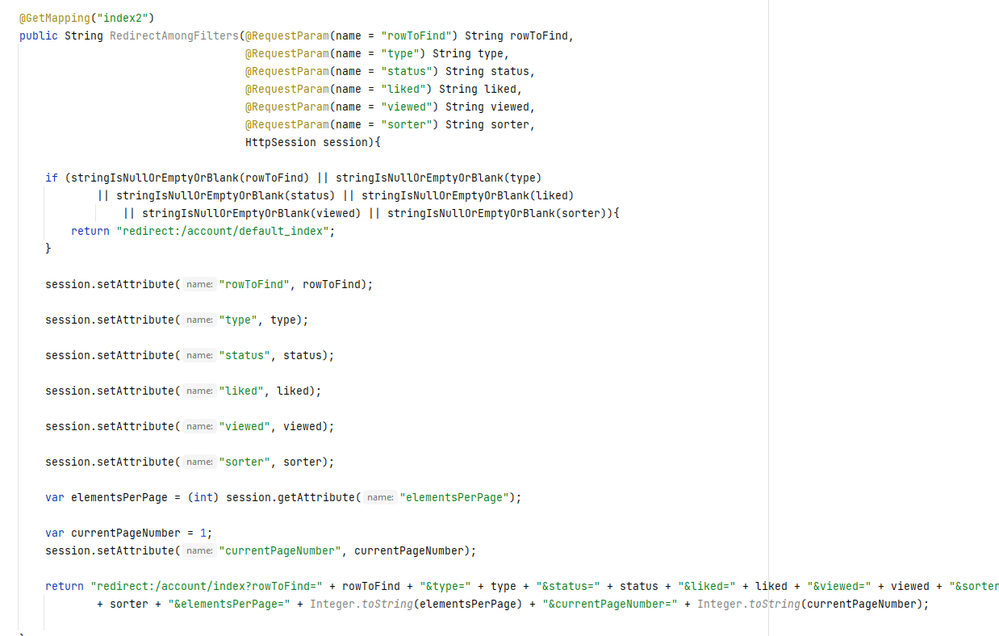 @GetMapping("index2")
public String RedirectAmongFilters(@RequestParam(name = "rowToFind") String rowToFind,
@RequestParam(name = "type") String type,
@RequestParam(name = "status") String status,
@RequestParam(name = "liked") String liked,
@RequestParam(name = "viewed") String viewed,
@RequestParam(name = "sorter") String sorter,
HttpSession session){
if (stringIsNullOrEmptyOrBlank(rowToFind) || stringIsNullOrEmptyOrBlank(type)
|| stringIsNullOrEmptyOrBlank(status) || stringIsNullOrEmptyOrBlank(liked)
|| stringIsNullOrEmptyOrBlank(viewed) || stringIsNullOrEmptyOrBlank(sorter)){
return "redirect:/account/default_index";
}
session.setAttribute( name: "rowToFind", rowToFind);
session.setAttribute( name: "type", type);
session.setAttribute( name: "status", status);
session.setAttribute( name: "liked", liked);
session.setAttribute( name: "viewed", viewed);
session.setAttribute( name: "sorter", sorter);
var elementsPerPage = (int) session.getAttribute( name: "elementsPerPage");
var currentPageNumber = 1;
session.setAttribute( name: "currentPageNumber", currentPageNumber);
return "redirect:/account/index?rowToFind=" + rowToFind + "&type=" + type + "&status=" + status + "&liked=" + liked + "&viewed=" + viewed + "&sorter
+ sorter + "&elementsPerPage=" + Integer.toString(elementsPerPage) + "&currentPageNumber=" + Integer.toString(currentPageNumber);